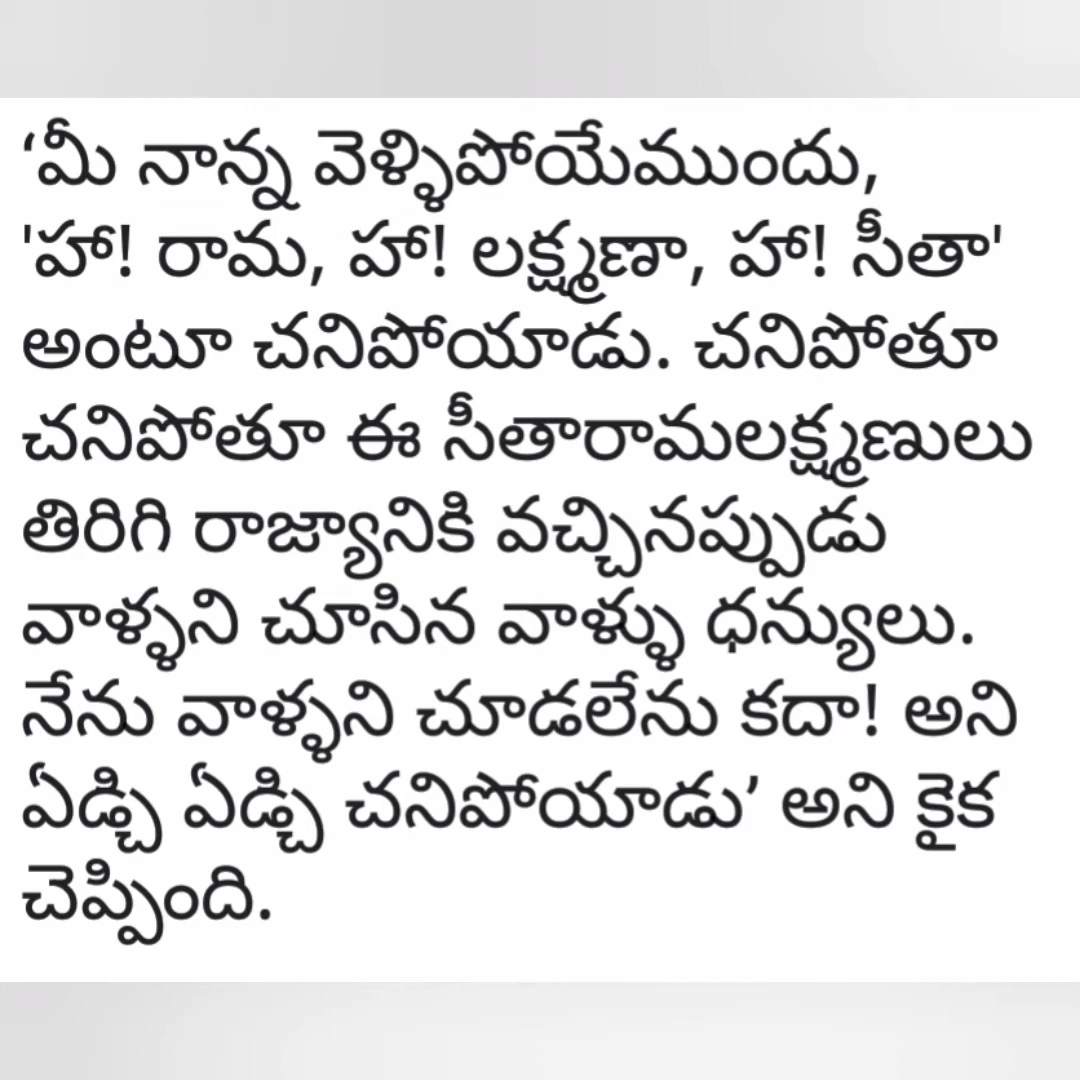 ‘మీ నాన్న వెళ్ళిపోయేముందు,
'హా! రామ, హా! లక్ష్మణా, హా! సీతా'
అంటూ చనిపోయాడు. చనిపోతూ
చనిపోతూ ఈ సీతారామలక్ష్మణులు
తిరిగి రాజ్యానికి వచ్చినప్పుడు
వాళ్ళని చూసిన వాళ్ళు ధన్యులు.
నేను వాళ్ళని చూడలేను కదా! అని
ఏడ్చి ఏడ్చి చనిపోయాడు’ అని కైక
చెప్పింది.